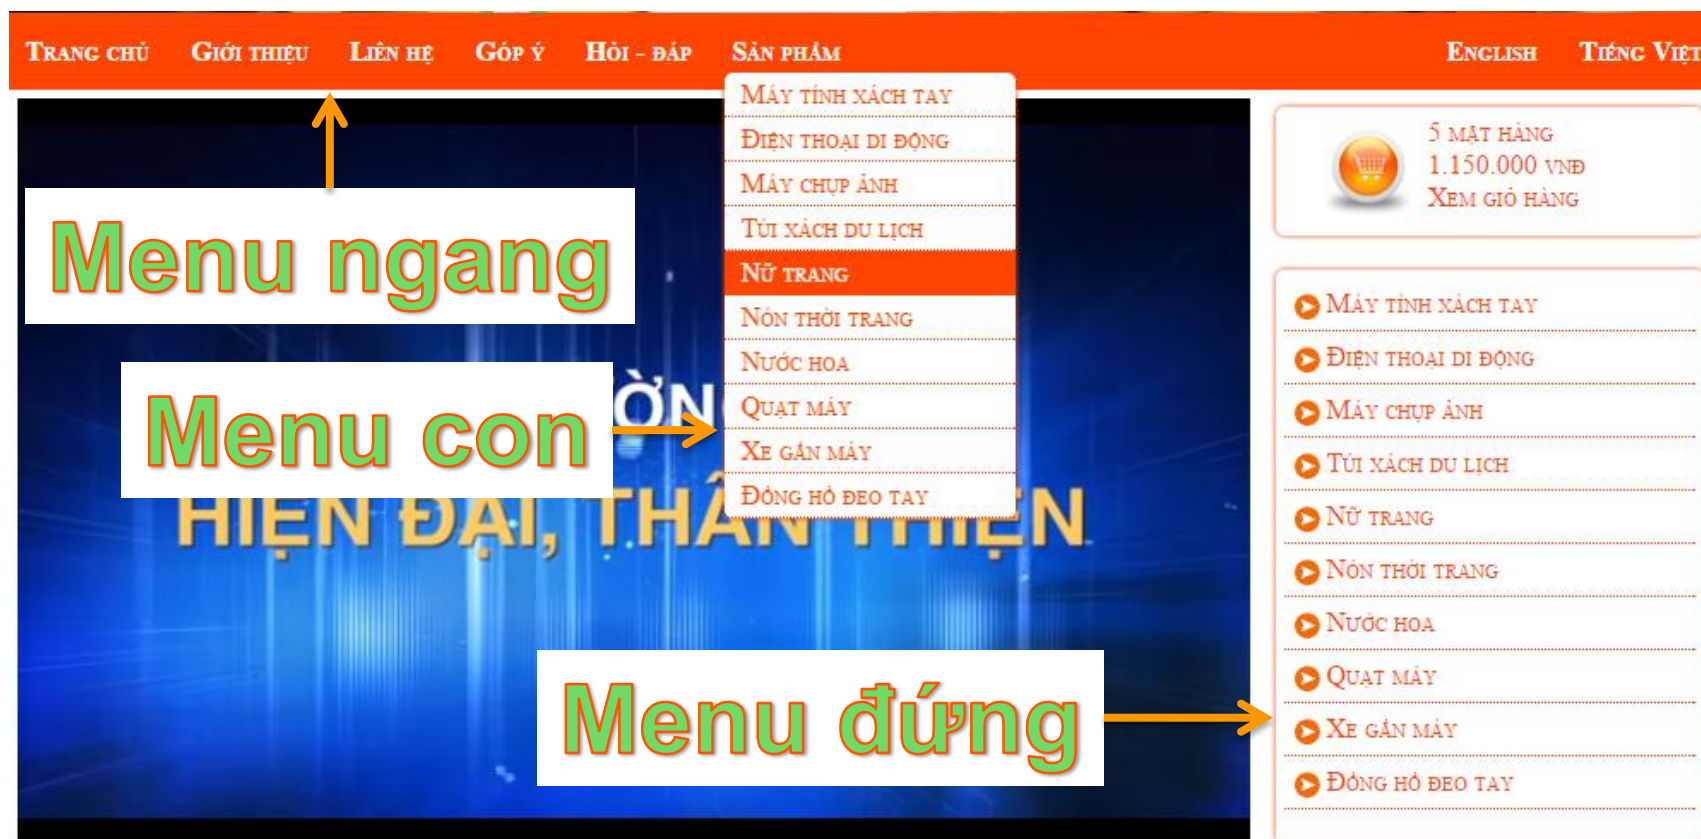 Trang chủ Giới thiệu Liên hệ Góp ý Hỏi - đáp Sản phẩm English Tiếng Việt
Máy tính xách tay
Điện thoại di động
Máy chụp ảnh
Túi xách du lịch
Nữ trang
Nón thời trang
Nước hoa
Quạt máy
Xe gắn máy
Đồng hồ đeo tay
5 mặt hàng
1.150.000 vnđ
Xem giỏ hàng
Menu ngang
Menu con
HIỆN ĐẠI, THÂN THIỆN
Menu đứng
Máy tính xách tay
Điện thoại di động
Máy chụp ảnh
Túi xách du lịch
Nữ trang
Nón thời trang
Nước hoa
Quạt máy
Xe gắn máy
Đồng hồ đeo tay